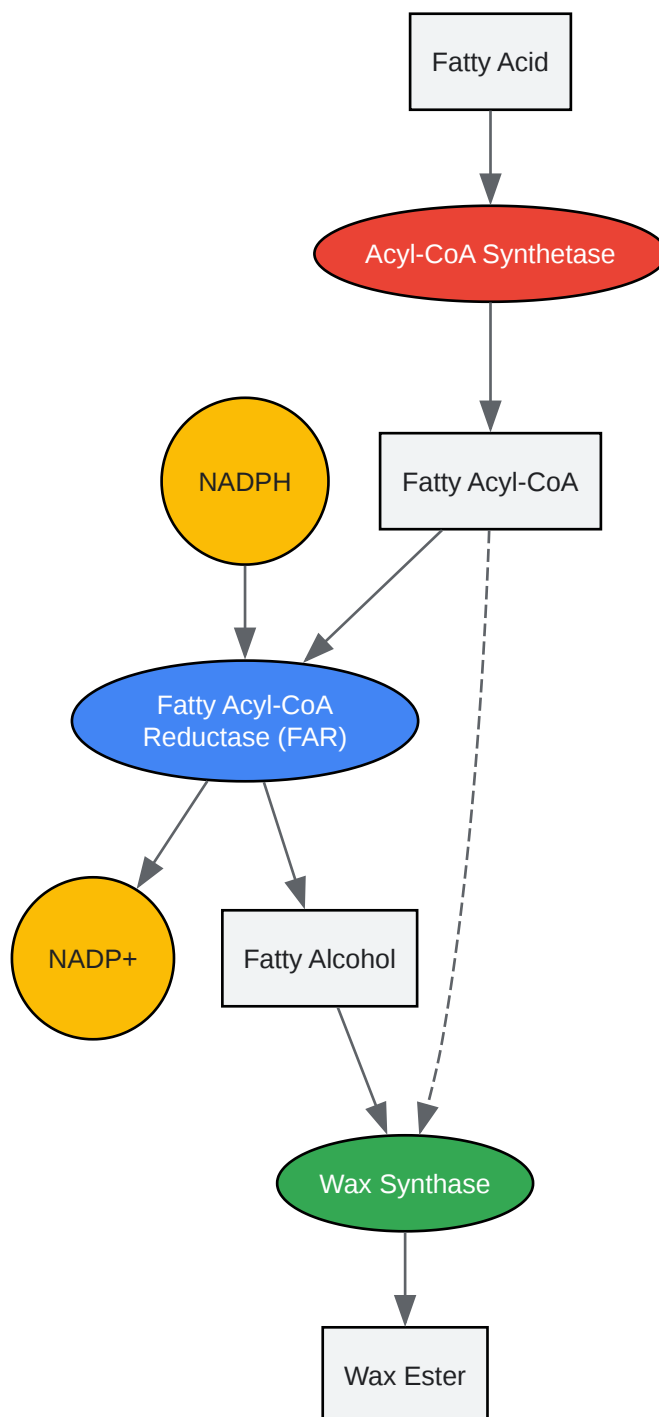 Fatty Acid
Acyl-CoA Synthetase
NADPH
Fatty Acyl-CoA
Fatty Acyl-CoA
Reductase (FAR)
NADP+
Fatty Alcohol
Wax Synthase
Wax Ester